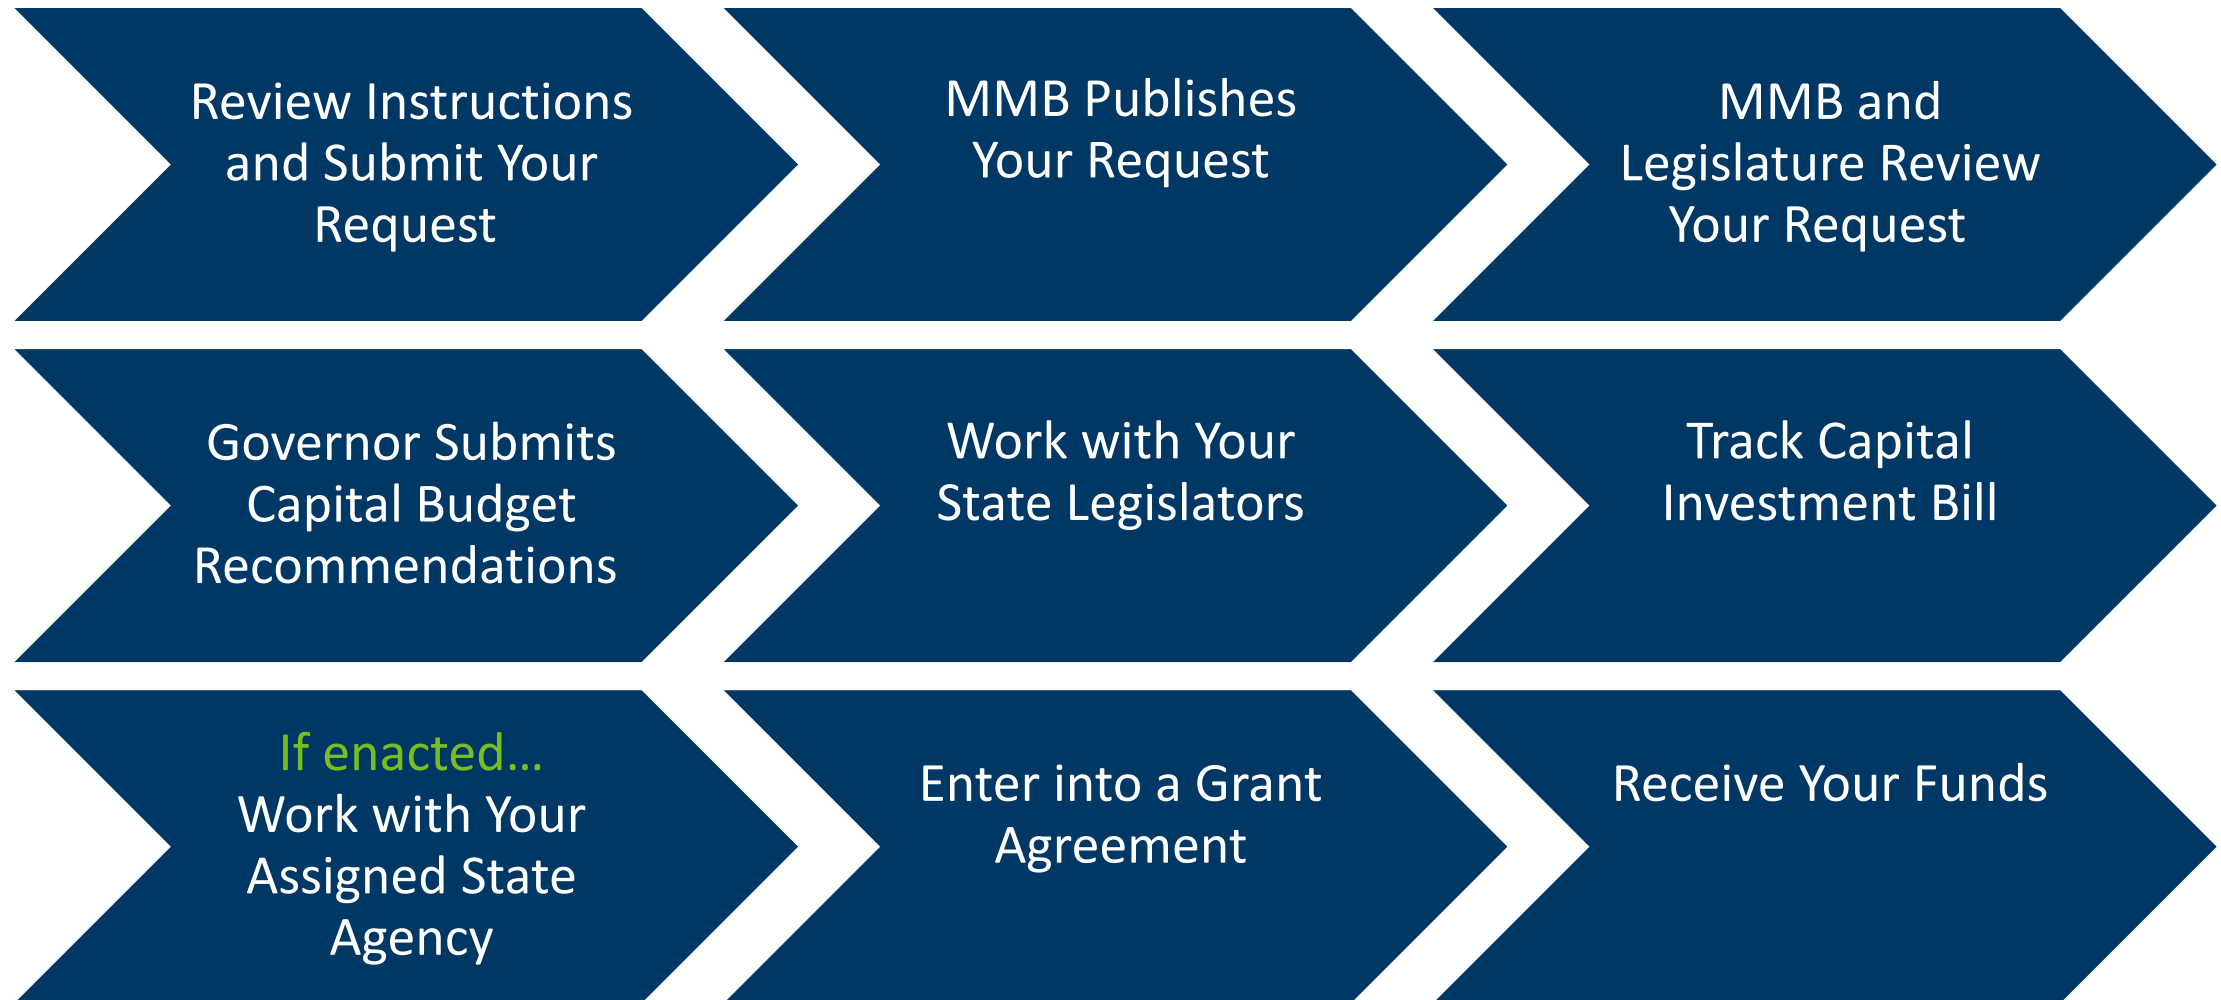 Review Instructions
and Submit Your
Request
MMB Publishes
Your Request
MMB and
Legislature Review
Your Request
Governor Submits
Capital Budget
Recommendations
Work with Your
State Legislators
Track Capital
Investment Bill
If enacted...
Work with Your
Assigned State
Agency
Enter into a Grant
Agreement
Receive Your Funds